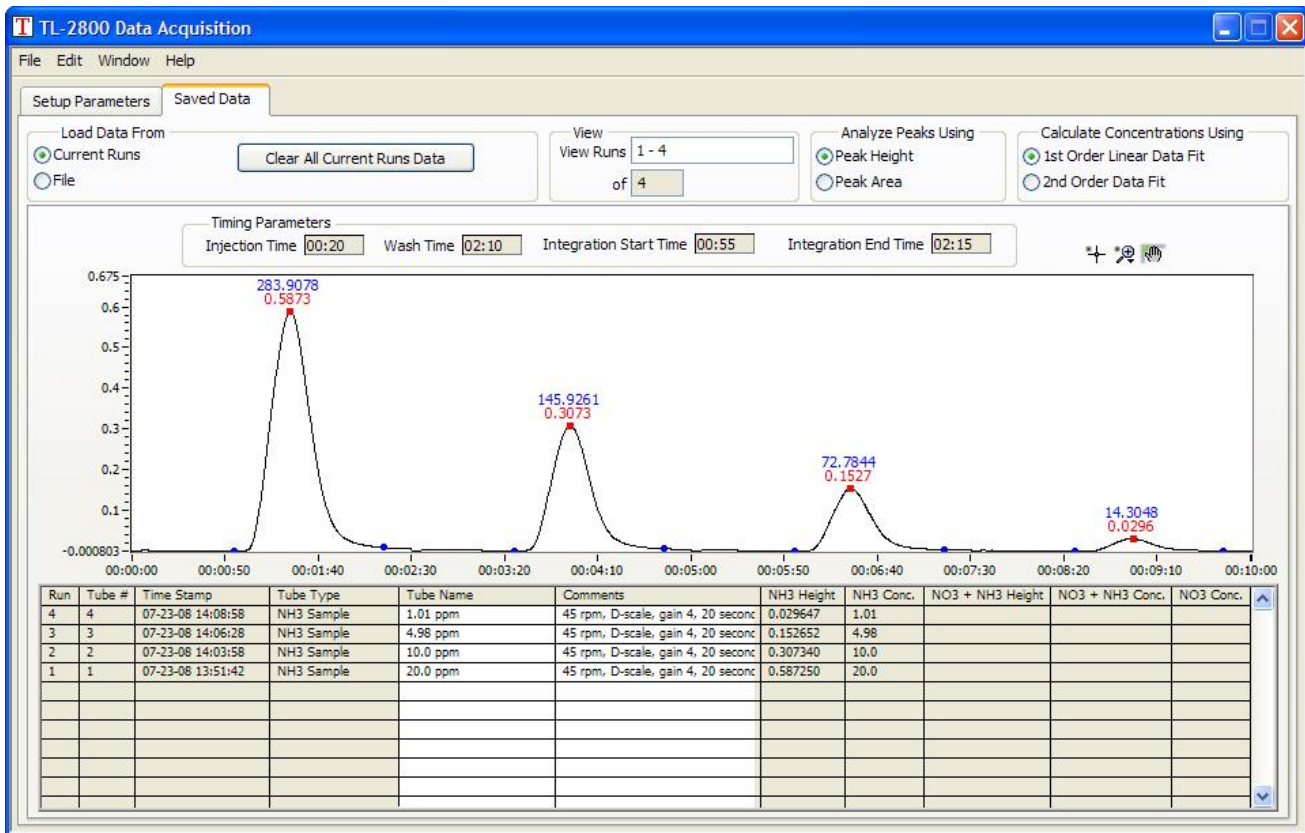 TL-2800 Data Acquisition
File Edit Window Help
Setup Parameters Saved Data
Load Data From
Current Runs
File
Clear All Current Runs Data
View
View Runs 1 - 4
of 4
Analyze Peaks Using
Peak Height
Peak Area
Calculate Concentrations Using
1st Order Linear Data Fit
2nd Order Data Fit
Timing Parameters
Injection Time 00:20 Wash Time 02:10 Integration Start Time 00:55 Integration End Time 02:15
0.675
0.6
0.5
0.4
0.3
0.2
0.1
-0.000803
283.9078
0.5873
145.9261
0.3073
72.7844
0.1527
14.3048
0.0296
00:00:00 00:00:50 00:01:40 00:02:30 00:03:20 00:04:10 00:05:00 00:05:50 00:06:40 00:07:30 00:08:20 00:09:10 00:10:00
Run Tube # Time Stamp Tube Type Tube Name Comments NH3 Height NH3 Conc. NO3 + NH3 Height NO3 + NH3 Conc. NO3 Conc.
4 4 07-23-08 14:08:58 NH3 Sample 1.01 ppm 45 rpm, D-scale, gain 4, 20 second 0.029647 1.01
3 3 07-23-08 14:06:28 NH3 Sample 4.98 ppm 45 rpm, D-scale, gain 4, 20 second 0.152652 4.98
2 2 07-23-08 14:03:58 NH3 Sample 10.0 ppm 45 rpm, D-scale, gain 4, 20 second 0.307340 10.0
1 1 07-23-08 13:51:42 NH3 Sample 20.0 ppm 45 rpm, D-scale, gain 4, 20 second 0.587250 20.0